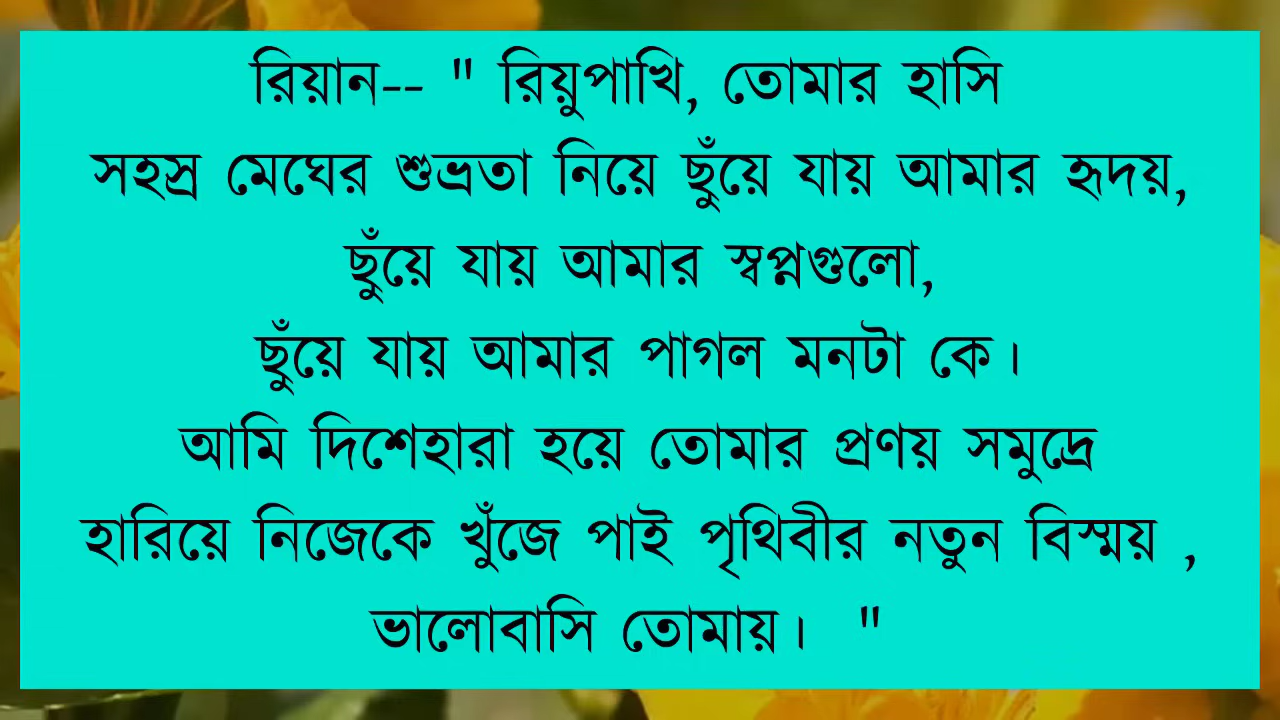 রিয়ান-- " রিয়ুপাখি, তোমার হাসি
সহস্র মেঘের শুভ্রতা নিয়ে ছুঁয়ে যায় আমার হৃদয়,
ছুঁয়ে যায় আমার স্বপ্নগুলো,
ছুঁয়ে যায় আমার পাগল মনটা কে।
আমি দিশেহারা হয়ে তোমার প্রণয় সমুদ্রে
হারিয়ে নিজেকে খুঁজে পাই পৃথিবীর নতুন বিস্ময় ,
ভালোবাসি তোমায়। "